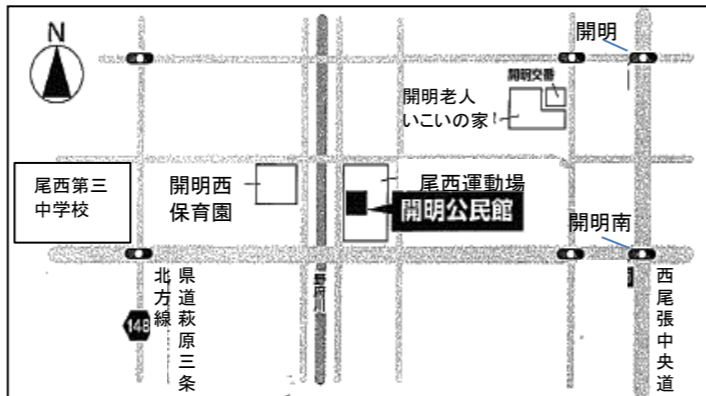 N
開明
開明交番
開明老人
いこいの家
尾西第三
中学校
開明西
保育園
尾西運動場
開明公民館
開明南
野府川
県道萩原三条
北方線
148
西尾張中央道